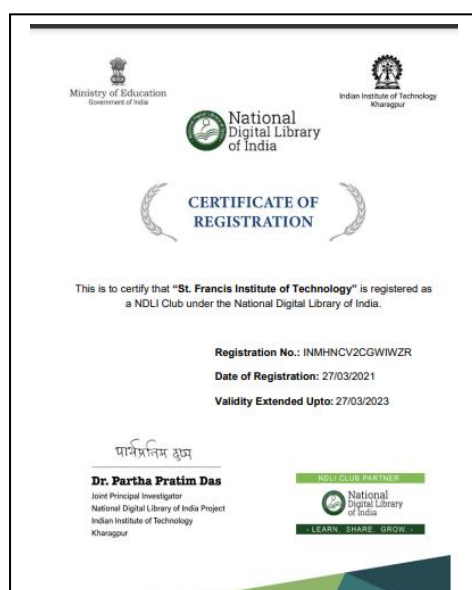 Ministry of Education
Government of India
Indian Institute of Technology
Kharagpur
National
Digital Library
of India
CERTIFICATE OF
REGISTRATION
This is to certify that “St. Francis Institute of Technology” is registered as
a NDLI Club under the National Digital Library of India.
Registration No.: INMHNCV2CGWIWZR
Date of Registration: 27/03/2021
Validity Extended Upto: 27/03/2023
Dr. Partha Pratim Das
Joint Principal Investigator
National Digital Library of India Project
Indian Institute of Technology
Kharagpur
NDLI CLUB PARTNER
National
Digital Library
of India
- LEARN. SHARE. GROW. -